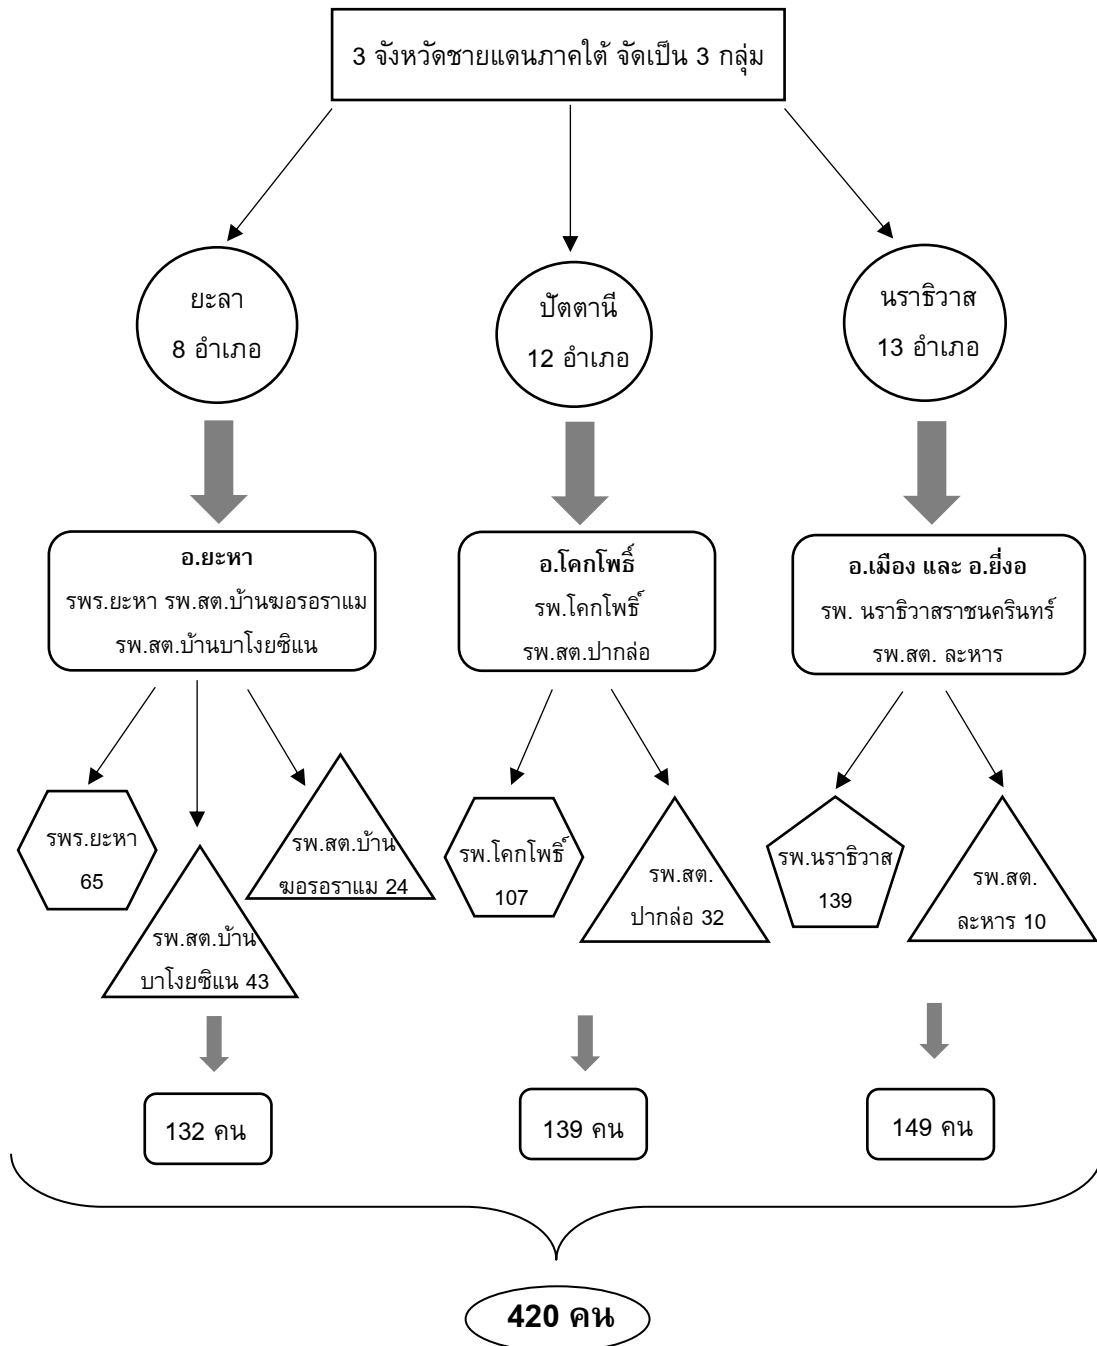 3 จังหวัดชายแดนภาคใต้ จัดเป็น 3 กลุ่ม
ยะลา
8 อำเภอ
ปัตตานี
12 อำเภอ
นราธิวาส
13 อำเภอ
อ.ยะหา
รพร.ยะหา รพ.สต.บ้านฆอรอราแม
รพ.สต.บ้านบาโงยซิแน
อ.โคกโพธิ์
รพ.โคกโพธิ์
รพ.สต.ปากล่อ
อ.เมือง และ อ.ยี่งอ
รพ. นราธิวาสราชนครินทร์
รพ.สต. ละหาร
รพร.ยะหา
65
รพ.สต.บ้าน
บาโงยซิแน 43
รพ.สต.บ้าน
ฆอรอราแม 24
รพ.โคกโพธิ์
107
รพ.สต.
ปากล่อ 32
รพ.นราธิวาส
139
รพ.สต.
ละหาร 10
132 คน
139 คน
149 คน
420 คน